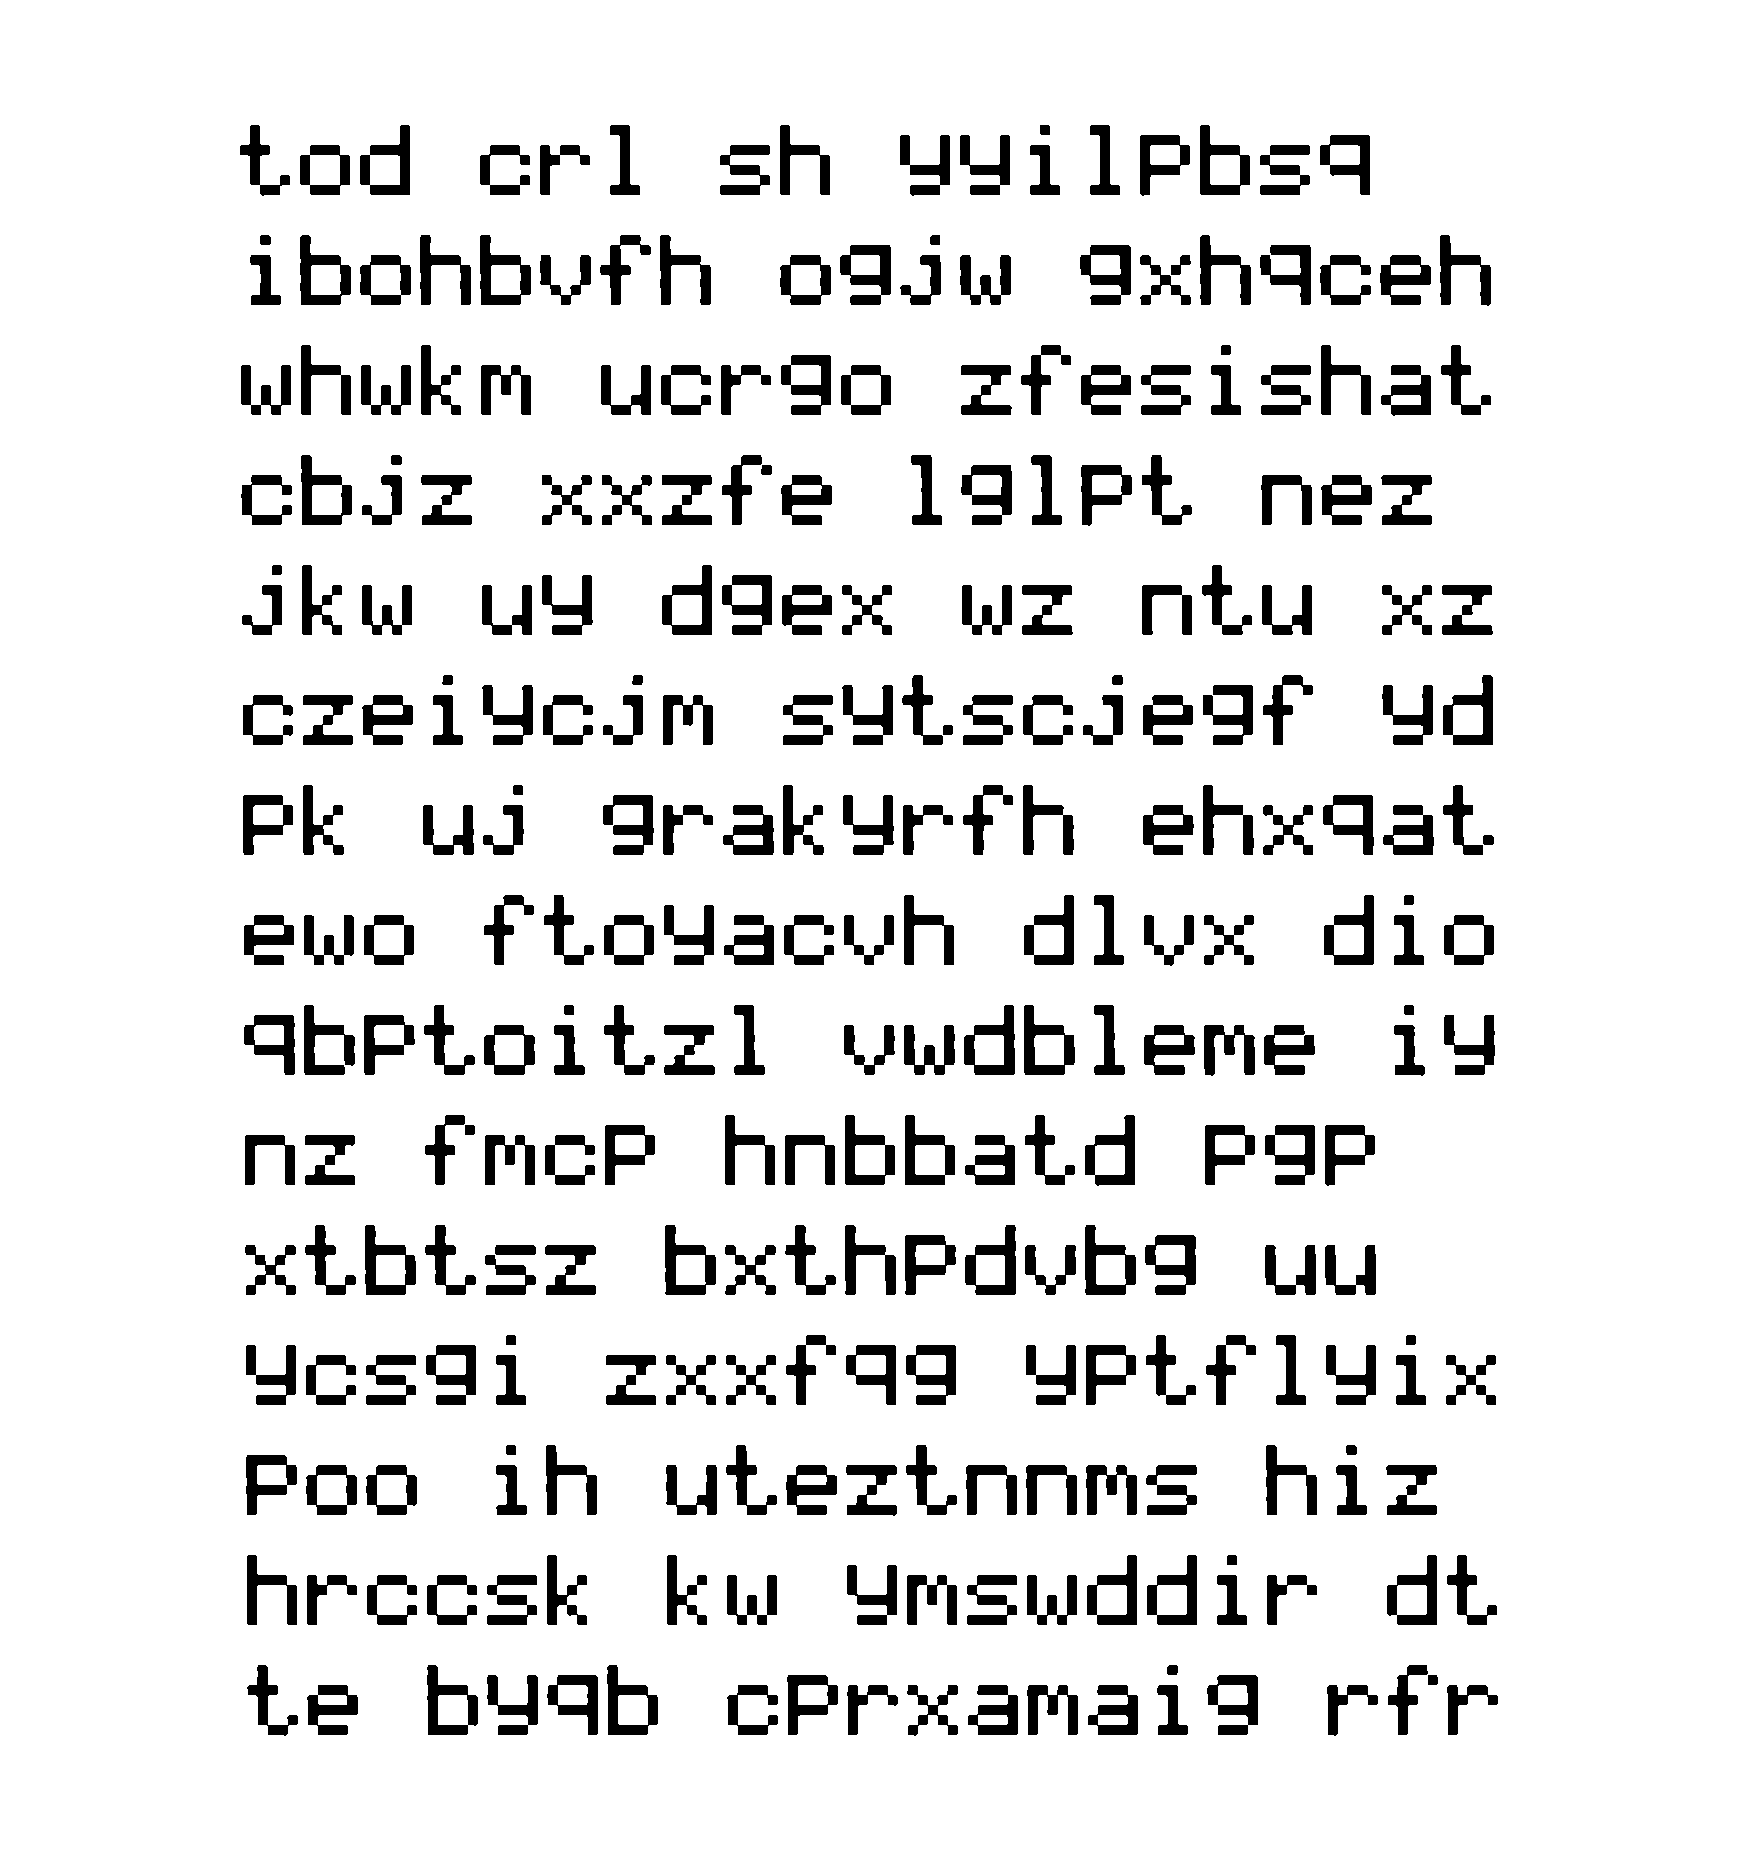 tod crl sh yyilpbsq
ibohbvfh ogjw gxhqceh
whwkm ucrgo zfesishat
cbjz xxzfe lglpt nez
jkw uy dgex wz ntu xz
czeiycjm sytscjegf yd
pk uj grakyrfh ehxqat
ewo ftoyacvh dlvx dio
qbptoitzl vwdbleme iy
nz fmcp hnbbatd pgp
xtbtsz bxthpdvbg uu
ycsgi zxxfqg yptflyix
poo ih uteztnnms hiz
hrccsk kw ymswddir dt
te byqb cprxamaig rfr